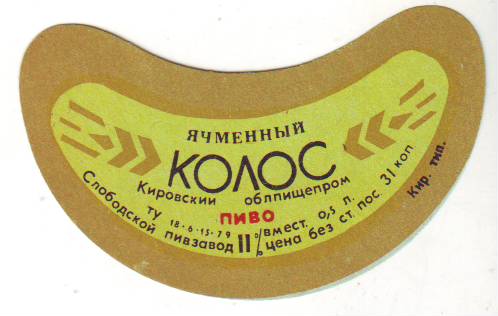 ЯЧМЕННЫЙ
КОЛОС
Кировский облпищепром
ПИВО
ту 18-6-15-79 вмест. 0,5 л.
Слободской пивзавод 11% цена без ст. пос. 31 коп
Кир. тип.